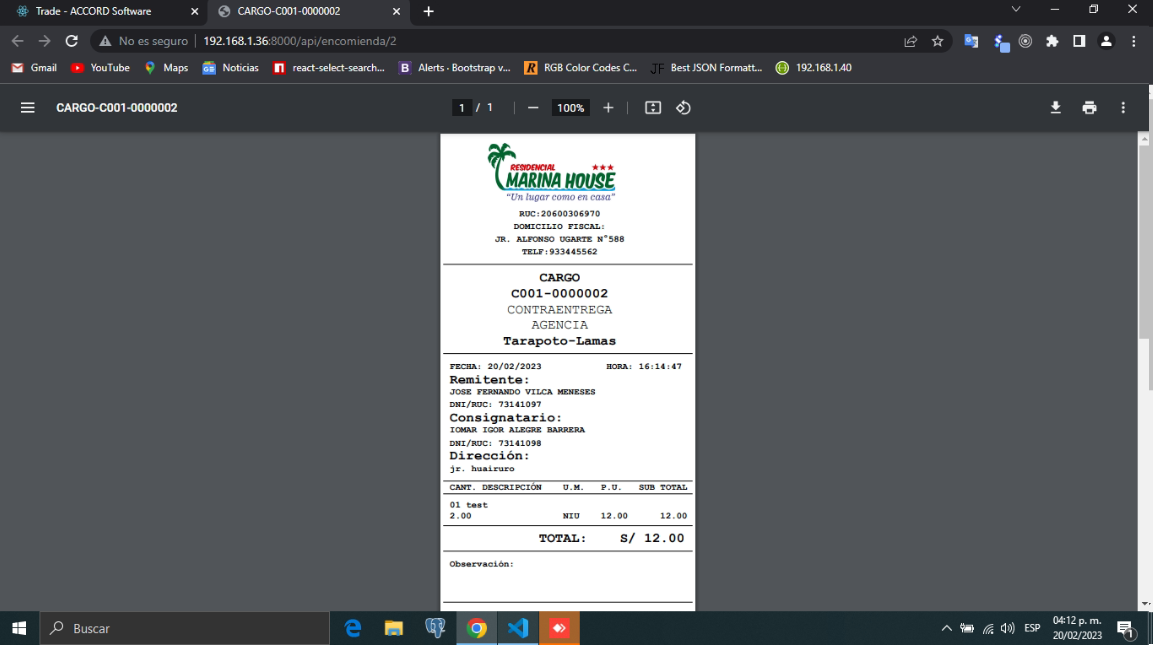 Trade - ACCORD Software
CARGO-C001-0000002
No es seguro
192.168.1.36:8000/api/encomienda/2
Gmail
YouTube
Maps
GE
Noticias
react-select-search...
B
Alerts · Bootstrap v...
R
RGB Color Codes C...
JF
Best JSON Formatt...
192.168.1.40
CARGO-C001-0000002
1 / 1
100%
RESIDENCIAL
MARINA HOUSE
"Un lugar como en casa"
RUC:20600306970
DOMICILIO FISCAL:
JR. ALFONSO UGARTE N°588
TELF:933445562
CARGO
C001-0000002
CONTRAENTREGA
AGENCIA
Tarapoto-Lamas
FECHA: 20/02/2023 HORA: 16:14:47
Remitente:
JOSE FERNANDO VILCA MENESES
DNI/RUC: 73141097
Consignatario:
IOMAR IGOR ALEGRE BARRERA
DNI/RUC: 73141098
Dirección:
jr. huairuro
CANT. DESCRIPCIÓN U.M. P.U. SUB TOTAL
01 test
2.00 NIU 12.00 12.00
TOTAL: S/ 12.00
Observación:
Buscar
ESP
04:12 p. m.
20/02/2023
1